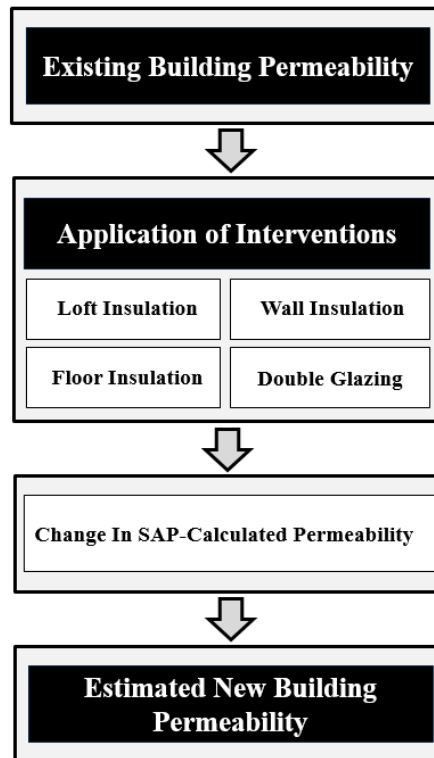 Existing Building Permeability
Application of Interventions
Loft Insulation
Wall Insulation
Floor Insulation
Double Glazing
Change In SAP-Calculated Permeability
Estimated New Building
Permeability